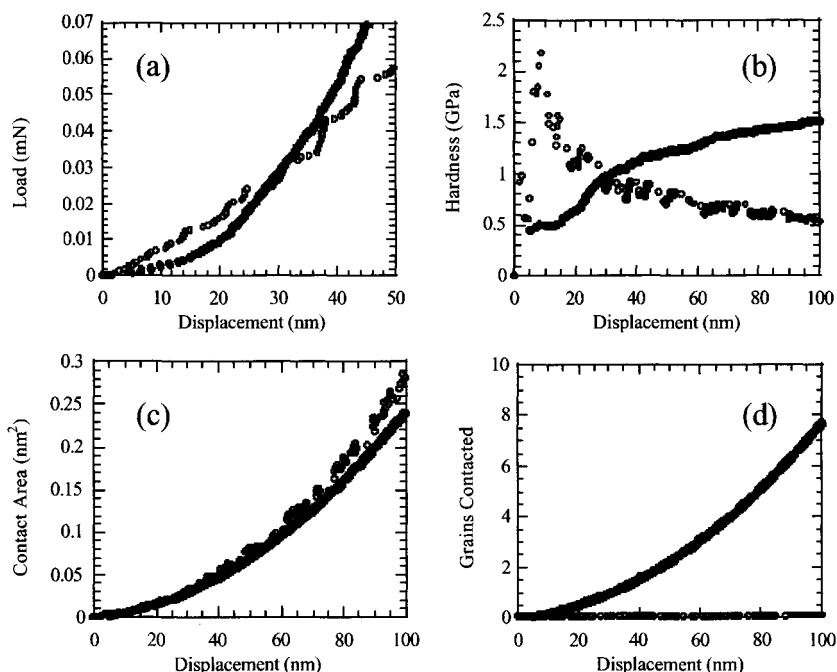 (a)
Load (mN)
0.07
0.06
0.05
0.04
0.03
0.02
0.01
0
0 10 20 30 40 50
Displacement (nm)
(b)
Hardness (GPa)
2.5
2
1.5
1
0.5
0
0 20 40 60 80 100
Displacement (nm)
(c)
Contact Area (nm²)
0.3
0.25
0.2
0.15
0.1
0.05
0
0 20 40 60 80 100
Displacement (nm)
(d)
Grains Contacted
10
8
6
4
2
0
0 20 40 60 80 100
Displacement (nm)